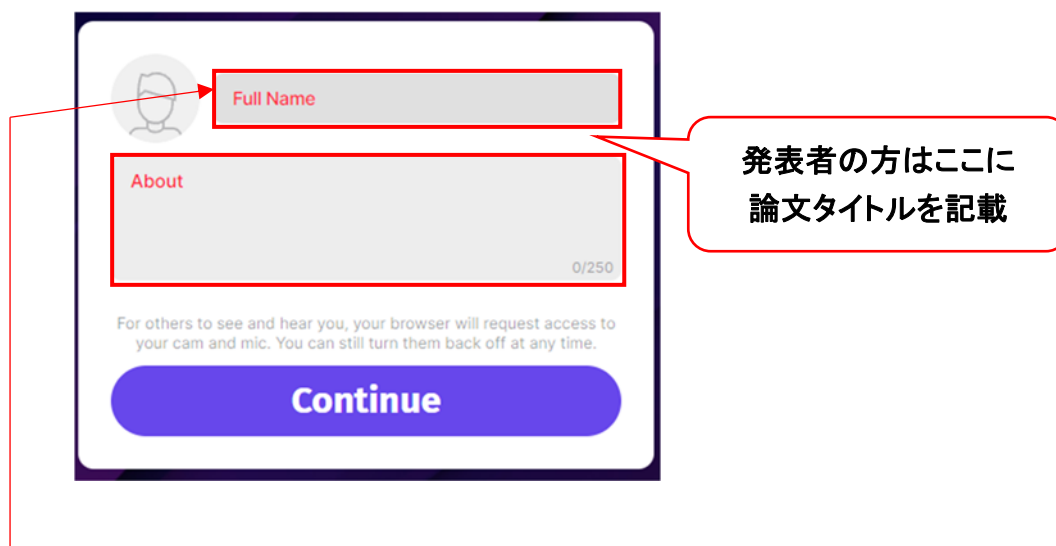 Full Name
発表者の方はここに
論文タイトルを記載
About
0/250
For others to see and hear you, your browser will request access to
your cam and mic. You can still turn them back off at any time.
Continue